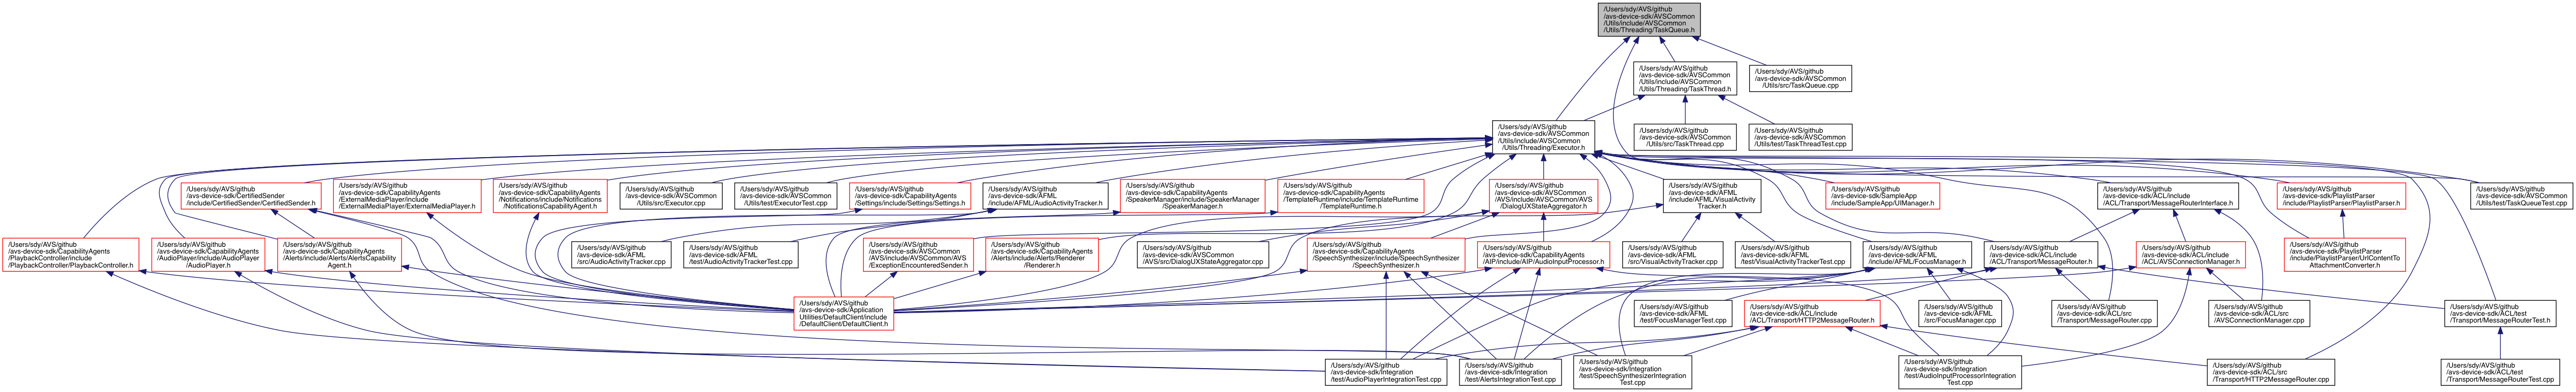 /Users/sdy/AVS/github
/avs-device-sdk/AVSCommon
/Utils/include/AVSCommon
/Utils/Threading/TaskQueue.h
/Users/sdy/AVS/github
/avs-device-sdk/AVSCommon
/Utils/include/AVSCommon
/Utils/Threading/TaskThread.h
/Users/sdy/AVS/github
/avs-device-sdk/AVSCommon
/Utils/src/TaskQueue.cpp
/Users/sdy/AVS/github
/avs-device-sdk/AVSCommon
/Utils/include/AVSCommon
/Utils/Threading/Executor.h
/Users/sdy/AVS/github
/avs-device-sdk/AVSCommon
/Utils/src/TaskThread.cpp
/Users/sdy/AVS/github
/avs-device-sdk/AVSCommon
/Utils/test/TaskThreadTest.cpp
/Users/sdy/AVS/github
/avs-device-sdk/CertifiedSender
/include/CertifiedSender/CertifiedSender.h
/Users/sdy/AVS/github
/avs-device-sdk/CapabilityAgents
/ExternalMediaPlayer/include
/ExternalMediaPlayer/ExternalMediaPlayer.h
/Users/sdy/AVS/github
/avs-device-sdk/CapabilityAgents
/Notifications/include/Notifications
/NotificationsCapabilityAgent.h
/Users/sdy/AVS/github
/avs-device-sdk/AVSCommon
/Utils/src/Executor.cpp
/Users/sdy/AVS/github
/avs-device-sdk/AVSCommon
/Utils/test/ExecutorTest.cpp
/Users/sdy/AVS/github
/avs-device-sdk/CapabilityAgents
/Settings/include/Settings/Settings.h
/Users/sdy/AVS/github
/avs-device-sdk/AFML
/include/AFML/AudioActivityTracker.h
/Users/sdy/AVS/github
/avs-device-sdk/CapabilityAgents
/SpeakerManager/include/SpeakerManager
/SpeakerManager.h
/Users/sdy/AVS/github
/avs-device-sdk/CapabilityAgents
/TemplateRuntime/include/TemplateRuntime
/TemplateRuntime.h
/Users/sdy/AVS/github
/avs-device-sdk/AVSCommon
/AVS/include/AVSCommon/AVS
/DialogUXStateAggregator.h
/Users/sdy/AVS/github
/avs-device-sdk/AFML
/include/AFML/VisualActivity
Tracker.h
/Users/sdy/AVS/github
/avs-device-sdk/SampleApp
/include/SampleApp/UIManager.h
/Users/sdy/AVS/github
/avs-device-sdk/ACL/include
/ACL/Transport/MessageRouterInterface.h
/Users/sdy/AVS/github
/avs-device-sdk/PlaylistParser
/include/PlaylistParser/PlaylistParser.h
/Users/sdy/AVS/github
/avs-device-sdk/AVSCommon
/Utils/test/TaskQueueTest.cpp
/Users/sdy/AVS/github
/avs-device-sdk/CapabilityAgents
/PlaybackController/include
/PlaybackController/PlaybackController.h
/Users/sdy/AVS/github
/avs-device-sdk/CapabilityAgents
/AudioPlayer/include/AudioPlayer
/AudioPlayer.h
/Users/sdy/AVS/github
/avs-device-sdk/CapabilityAgents
/Alerts/include/Alerts/AlertsCapability
Agent.h
/Users/sdy/AVS/github
/avs-device-sdk/AFML
/src/AudioActivityTracker.cpp
/Users/sdy/AVS/github
/avs-device-sdk/AFML
/test/AudioActivityTrackerTest.cpp
/Users/sdy/AVS/github
/avs-device-sdk/AVSCommon
/AVS/include/AVSCommon/AVS
/ExceptionEncounteredSender.h
/Users/sdy/AVS/github
/avs-device-sdk/CapabilityAgents
/Alerts/include/Alerts/Renderer
/Renderer.h
/Users/sdy/AVS/github
/avs-device-sdk/AVSCommon
/AVS/src/DialogUXStateAggregator.cpp
/Users/sdy/AVS/github
/avs-device-sdk/CapabilityAgents
/SpeechSynthesizer/include/SpeechSynthesizer
/SpeechSynthesizer.h
/Users/sdy/AVS/github
/avs-device-sdk/CapabilityAgents
/AIP/include/AIP/AudioInputProcessor.h
/Users/sdy/AVS/github
/avs-device-sdk/AFML
/src/VisualActivityTracker.cpp
/Users/sdy/AVS/github
/avs-device-sdk/AFML
/test/VisualActivityTrackerTest.cpp
/Users/sdy/AVS/github
/avs-device-sdk/AFML
/include/AFML/FocusManager.h
/Users/sdy/AVS/github
/avs-device-sdk/ACL/include
/ACL/Transport/MessageRouter.h
/Users/sdy/AVS/github
/avs-device-sdk/ACL/include
/ACL/AVSConnectionManager.h
/Users/sdy/AVS/github
/avs-device-sdk/PlaylistParser
/include/PlaylistParser/UrlContentTo
AttachmentConverter.h
/Users/sdy/AVS/github
/avs-device-sdk/Application
Utilities/DefaultClient/include
/DefaultClient/DefaultClient.h
/Users/sdy/AVS/github
/avs-device-sdk/AFML
/test/FocusManagerTest.cpp
/Users/sdy/AVS/github
/avs-device-sdk/ACL/include
/ACL/Transport/HTTP2MessageRouter.h
/Users/sdy/AVS/github
/avs-device-sdk/AFML
/src/FocusManager.cpp
/Users/sdy/AVS/github
/avs-device-sdk/ACL/src
/Transport/MessageRouter.cpp
/Users/sdy/AVS/github
/avs-device-sdk/ACL/src
/AVSConnectionManager.cpp
/Users/sdy/AVS/github
/avs-device-sdk/ACL/test
/Transport/MessageRouterTest.h
/Users/sdy/AVS/github
/avs-device-sdk/Integration
/test/AudioPlayerIntegrationTest.cpp
/Users/sdy/AVS/github
/avs-device-sdk/Integration
/test/AlertsIntegrationTest.cpp
/Users/sdy/AVS/github
/avs-device-sdk/Integration
/test/SpeechSynthesizerIntegration
Test.cpp
/Users/sdy/AVS/github
/avs-device-sdk/Integration
/test/AudioInputProcessorIntegration
Test.cpp
/Users/sdy/AVS/github
/avs-device-sdk/ACL/src
/Transport/HTTP2MessageRouter.cpp
/Users/sdy/AVS/github
/avs-device-sdk/ACL/test
/Transport/MessageRouterTest.cpp